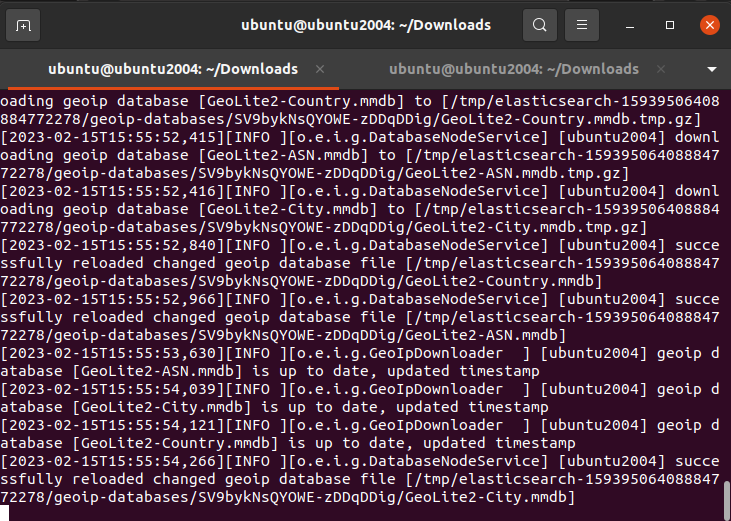 ubuntu@ubuntu2004: ~/Downloads
ubuntu@ubuntu2004: ~/Downloads × ubuntu@ubuntu2004: ~/Downloads ×
oading geoip database [GeoLite2-Country.mmdb] to [/tmp/elasticsearch-15939506408
884772278/geoip-databases/SV9bykNsQYOWE-zDDqDDig/GeoLite2-Country.mmdb.tmp.gz]
[2023-02-15T15:55:52,415][INFO ][o.e.i.g.DatabaseNodeService] [ubuntu2004] downl
oading geoip database [GeoLite2-ASN.mmdb] to [/tmp/elasticsearch-159395064088847
72278/geoip-databases/SV9bykNsQYOWE-zDDqDDig/GeoLite2-ASN.mmdb.tmp.gz]
[2023-02-15T15:55:52,416][INFO ][o.e.i.g.DatabaseNodeService] [ubuntu2004] downl
oading geoip database [GeoLite2-City.mmdb] to [/tmp/elasticsearch-15939506408884
772278/geoip-databases/SV9bykNsQYOWE-zDDqDDig/GeoLite2-City.mmdb.tmp.gz]
[2023-02-15T15:55:52,840][INFO ][o.e.i.g.DatabaseNodeService] [ubuntu2004] succe
ssfully reloaded changed geoip database file [/tmp/elasticsearch-159395064088847
72278/geoip-databases/SV9bykNsQYOWE-zDDqDDig/GeoLite2-Country.mmdb]
[2023-02-15T15:55:52,966][INFO ][o.e.i.g.DatabaseNodeService] [ubuntu2004] succe
ssfully reloaded changed geoip database file [/tmp/elasticsearch-159395064088847
72278/geoip-databases/SV9bykNsQYOWE-zDDqDDig/GeoLite2-ASN.mmdb]
[2023-02-15T15:55:53,630][INFO ][o.e.i.g.GeoIpDownloader  ] [ubuntu2004] geoip d
atabase [GeoLite2-ASN.mmdb] is up to date, updated timestamp
[2023-02-15T15:55:54,039][INFO ][o.e.i.g.GeoIpDownloader  ] [ubuntu2004] geoip d
atabase [GeoLite2-City.mmdb] is up to date, updated timestamp
[2023-02-15T15:55:54,121][INFO ][o.e.i.g.GeoIpDownloader  ] [ubuntu2004] geoip d
atabase [GeoLite2-Country.mmdb] is up to date, updated timestamp
[2023-02-15T15:55:54,266][INFO ][o.e.i.g.DatabaseNodeService] [ubuntu2004] succe
ssfully reloaded changed geoip database file [/tmp/elasticsearch-159395064088847
72278/geoip-databases/SV9bykNsQYOWE-zDDqDDig/GeoLite2-City.mmdb]